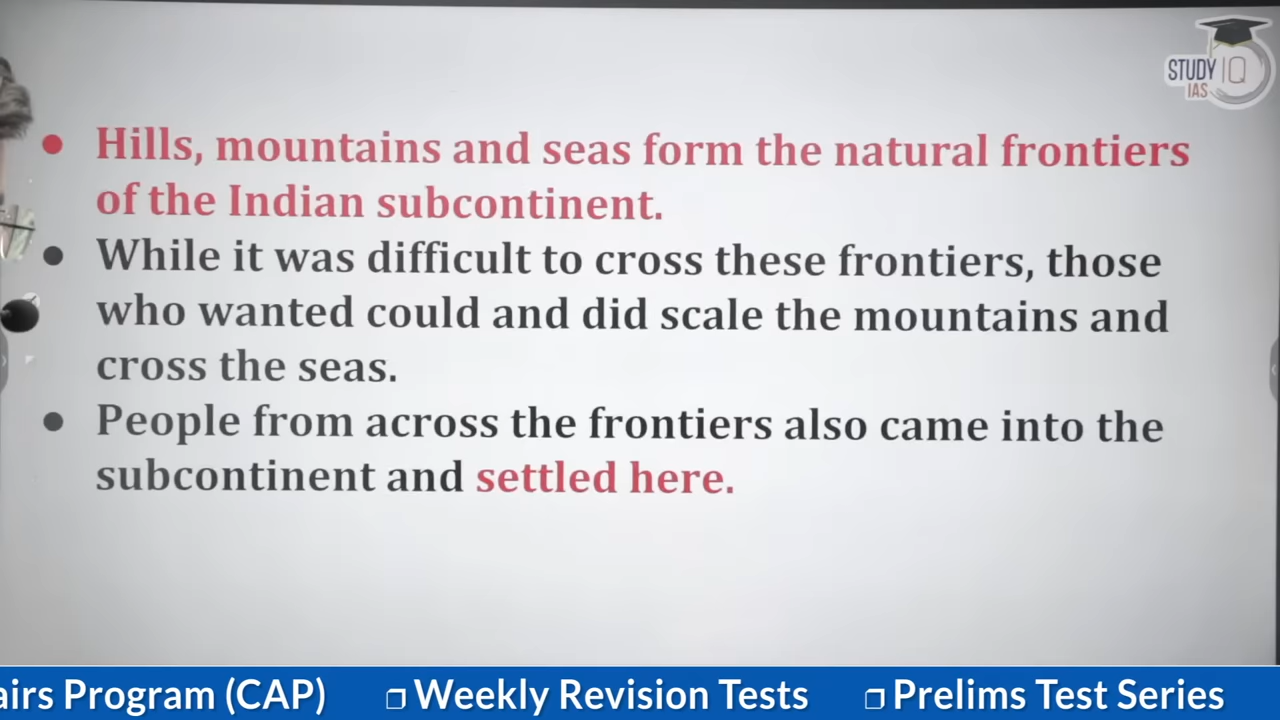 STUDY IQ
IAS
• Hills, mountains and seas form the natural frontiers
of the Indian subcontinent.
• While it was difficult to cross these frontiers, those
who wanted could and did scale the mountains and
cross the seas.
• People from across the frontiers also came into the
subcontinent and settled here.
airs Program (CAP) ❐ Weekly Revision Tests ❐ Prelims Test Series